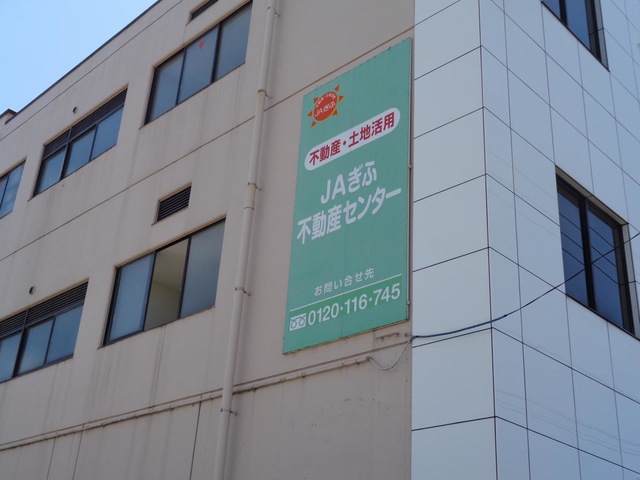 JAぎふ
不動産・土地活用
JAぎふ
不動産センター
お問い合せ先
0120・116・745